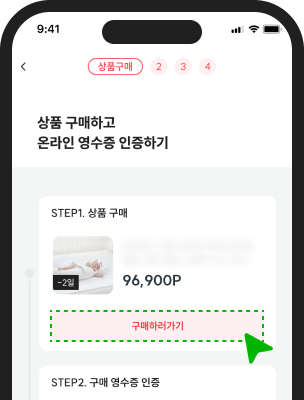 9:41
상품구매 2 3 4
상품 구매하고
온라인 영수증 인증하기
STEP1. 상품 구매
-2일
96,900P
구매하러가기
STEP2. 구매 영수증 인증